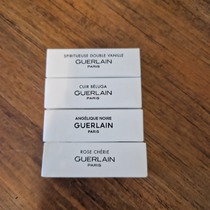 SPIRITUEUSE DOUBLE VANILLE
GUERLAIN
PARIS
CUIR BÉLUGA
GUERLAIN
PARIS
ANGÉLIQUE NOIRE
GUERLAIN
PARIS
ROSE CHÉRIE
GUERLAIN
PARIS